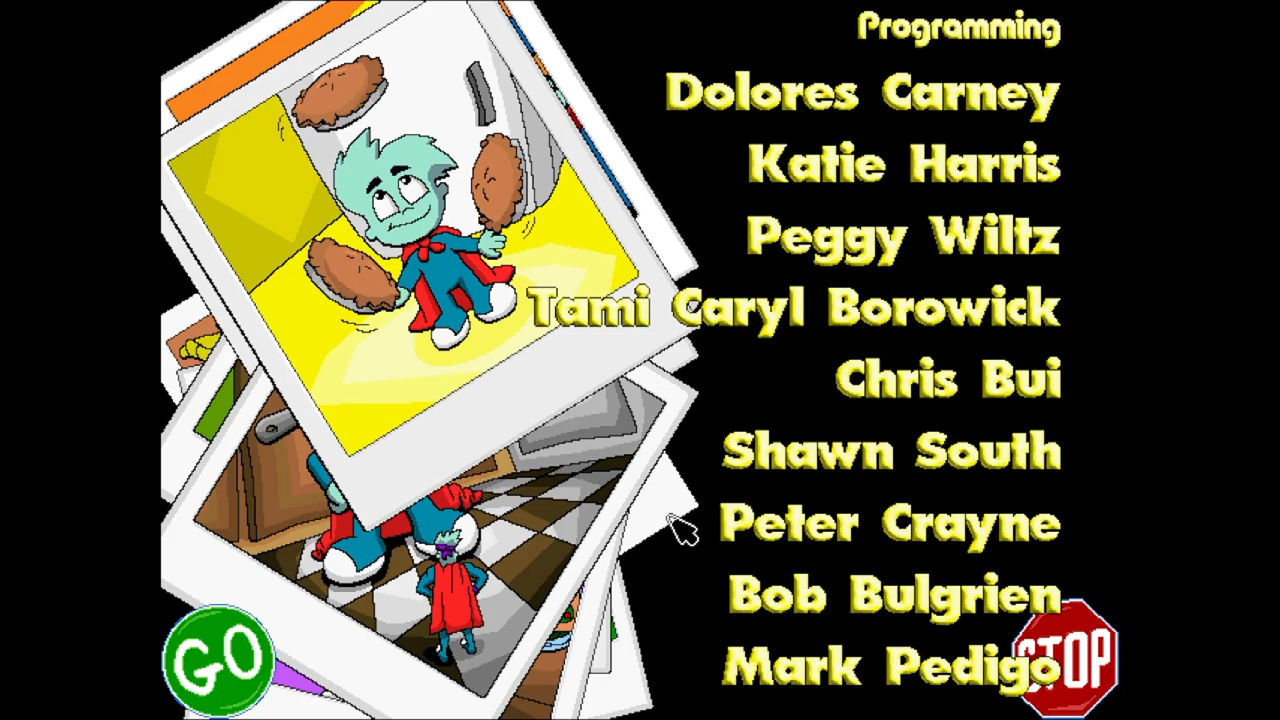 Programming
Dolores Carney
Katie Harris
Peggy Wiltz
Tami Caryl Borowick
Chris Bui
Shawn South
Peter Crayne
Bob Bulgrien
Mark Pedigo
GO
STOP